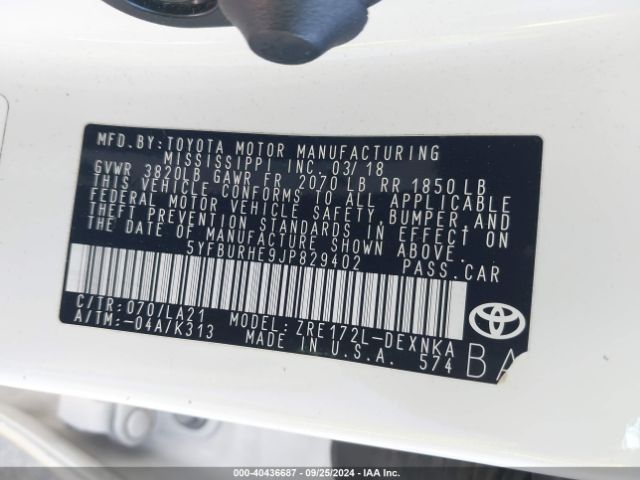 MFD.BY:TOYOTA MOTOR MANUFACTURING
MISSISSIPPI INC. 03/18
GVWR 3820LB GAWR FR 2070 LB RR 1850 LB
THIS VEHICLE CONFORMS TO ALL APPLICABLE
FEDERAL MOTOR VEHICLE SAFETY, BUMPER, AND
THEFT PREVENTION STANDARDS IN EFFECT ON
THE DATE OF MANUFACTURE SHOWN ABOVE.
5YFBURHE9JP829402 PASS.CAR
C/TR: 070/LA21 MODEL: ZRE172L-DEXNKA
A/TM:-04A/K313 MADE IN U.S.A. 574
TOYOTA
BA
000-40436687 - 09/25/2024 - IAA Inc.